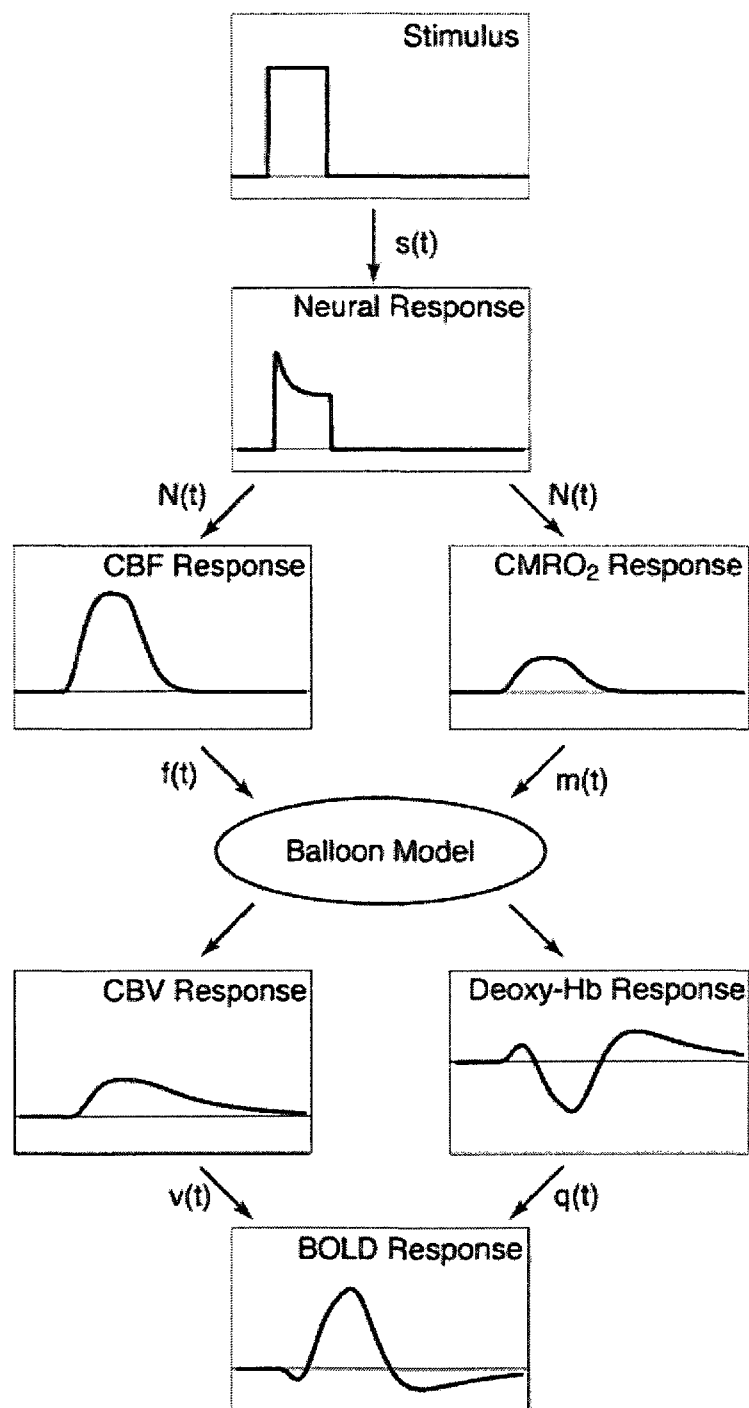 Stimulus
s(t)
Neural Response
N(t)
N(t)
CBF Response
CMRO₂ Response
f(t)
m(t)
Balloon Model
CBV Response
Deoxy-Hb Response
v(t)
q(t)
BOLD Response